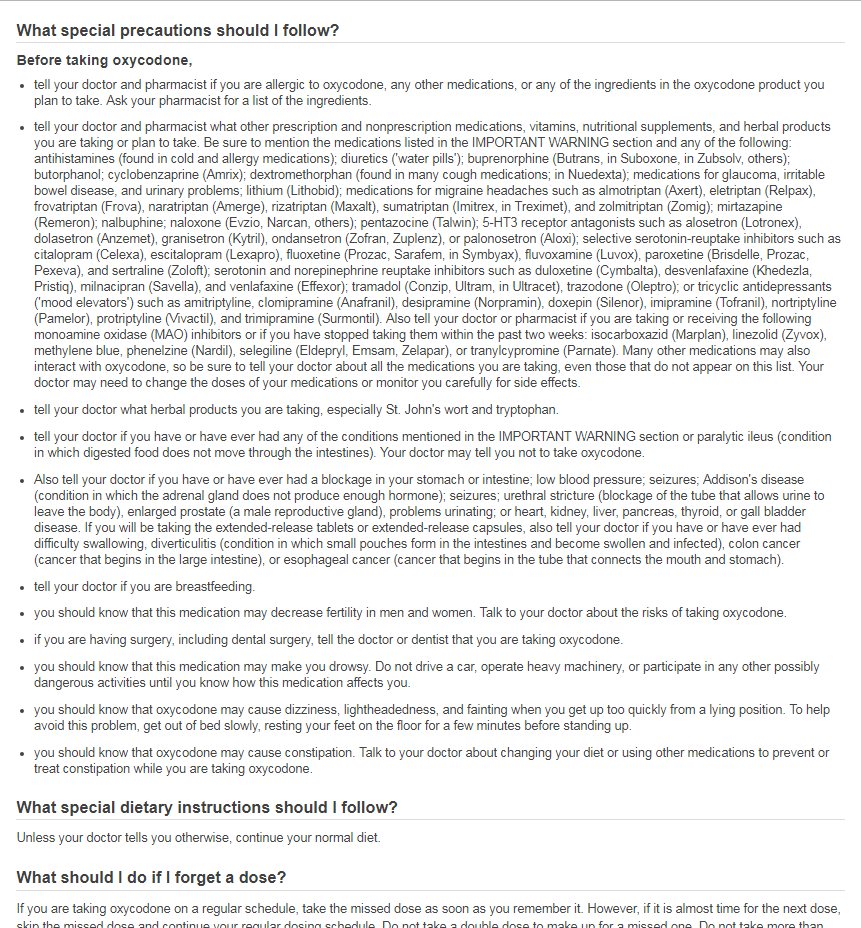 What special precautions should I follow?
Before taking oxycodone,
• tell your doctor and pharmacist if you are allergic to oxycodone, any other medications, or any of the ingredients in the oxycodone product you
plan to take. Ask your pharmacist for a list of the ingredients.
• tell your doctor and pharmacist what other prescription and nonprescription medications, vitamins, nutritional supplements, and herbal products
you are taking or plan to take. Be sure to mention the medications listed in the IMPORTANT WARNING section and any of the following:
antihistamines (found in cold and allergy medications); diuretics ('water pills'); buprenorphine (Butrans, in Suboxone, in Zubsolv, others);
butorphanol; cyclobenzaprine (Amrix); dextromethorphan (found in many cough medications; in Nuedexta); medications for glaucoma, irritable
bowel disease, and urinary problems; lithium (Lithobid); medications for migraine headaches such as almotriptan (Axert), eletriptan (Relpax),
frovatriptan (Frova), naratriptan (Amerge), rizatriptan (Maxalt), sumatriptan (Imitrex, in Treximet), and zolmitriptan (Zomig); mirtazapine
(Remeron); nalbuphine; naloxone (Evzio, Narcan, others); pentazocine (Talwin); 5-HT3 receptor antagonists such as alosetron (Lotronex),
dolasetron (Anzemet), granisetron (Kytril), ondansetron (Zofran, Zuplenz), or palonosetron (Aloxi); selective serotonin-reuptake inhibitors such as
citalopram (Celexa), escitalopram (Lexapro), fluoxetine (Prozac, Sarafem, in Symbyax), fluvoxamine (Luvox), paroxetine (Brisdelle, Prozac,
Pexeva), and sertraline (Zoloft); serotonin and norepinephrine reuptake inhibitors such as duloxetine (Cymbalta), desvenlafaxine (Khedezla,
Pristiq), milnacipran (Savella), and venlafaxine (Effexor); tramadol (Conzip, Ultram, in Ultracet), trazodone (Oleptro); or tricyclic antidepressants
('mood elevators') such as amitriptyline, clomipramine (Anafranil), desipramine (Norpramin), doxepin (Silenor), imipramine (Tofranil), nortriptyline
(Pamelor), protriptyline (Vivactil), and trimipramine (Surmontil). Also tell your doctor or pharmacist if you are taking or receiving the following
monoamine oxidase (MAO) inhibitors or if you have stopped taking them within the past two weeks: isocarboxazid (Marplan), linezolid (Zyvox),
methylene blue, phenelzine (Nardil), selegiline (Eldepryl, Emsam, Zelapar), or tranylcypromine (Parnate). Many other medications may also
interact with oxycodone, so be sure to tell your doctor about all the medications you are taking, even those that do not appear on this list. Your
doctor may need to change the doses of your medications or monitor you carefully for side effects.
• tell your doctor what herbal products you are taking, especially St. John's wort and tryptophan.
• tell your doctor if you have or have ever had any of the conditions mentioned in the IMPORTANT WARNING section or paralytic ileus (condition
in which digested food does not move through the intestines). Your doctor may tell you not to take oxycodone.
• Also tell your doctor if you have or have ever had a blockage in your stomach or intestine; low blood pressure; seizures; Addison's disease
(condition in which the adrenal gland does not produce enough hormone); seizures; urethral stricture (blockage of the tube that allows urine to
leave the body), enlarged prostate (a male reproductive gland), problems urinating; or heart, kidney, liver, pancreas, thyroid, or gall bladder
disease. If you will be taking the extended-release tablets or extended-release capsules, also tell your doctor if you have or have ever had
difficulty swallowing, diverticulitis (condition in which small pouches form in the intestines and become swollen and infected), colon cancer
(cancer that begins in the large intestine), or esophageal cancer (cancer that begins in the tube that connects the mouth and stomach).
• tell your doctor if you are breastfeeding.
• you should know that this medication may decrease fertility in men and women. Talk to your doctor about the risks of taking oxycodone.
• if you are having surgery, including dental surgery, tell the doctor or dentist that you are taking oxycodone.
• you should know that this medication may make you drowsy. Do not drive a car, operate heavy machinery, or participate in any other possibly
dangerous activities until you know how this medication affects you.
• you should know that oxycodone may cause dizziness, lightheadedness, and fainting when you get up too quickly from a lying position. To help
avoid this problem, get out of bed slowly, resting your feet on the floor for a few minutes before standing up.
• you should know that oxycodone may cause constipation. Talk to your doctor about changing your diet or using other medications to prevent or
treat constipation while you are taking oxycodone.
What special dietary instructions should I follow?
Unless your doctor tells you otherwise, continue your normal diet.
What should I do if I forget a dose?
If you are taking oxycodone on a regular schedule, take the missed dose as soon as you remember it. However, if it is almost time for the next dose,
skip the missed dose and continue your regular dosing schedule. Do not take a double dose to make up for a missed one. Do not take more than